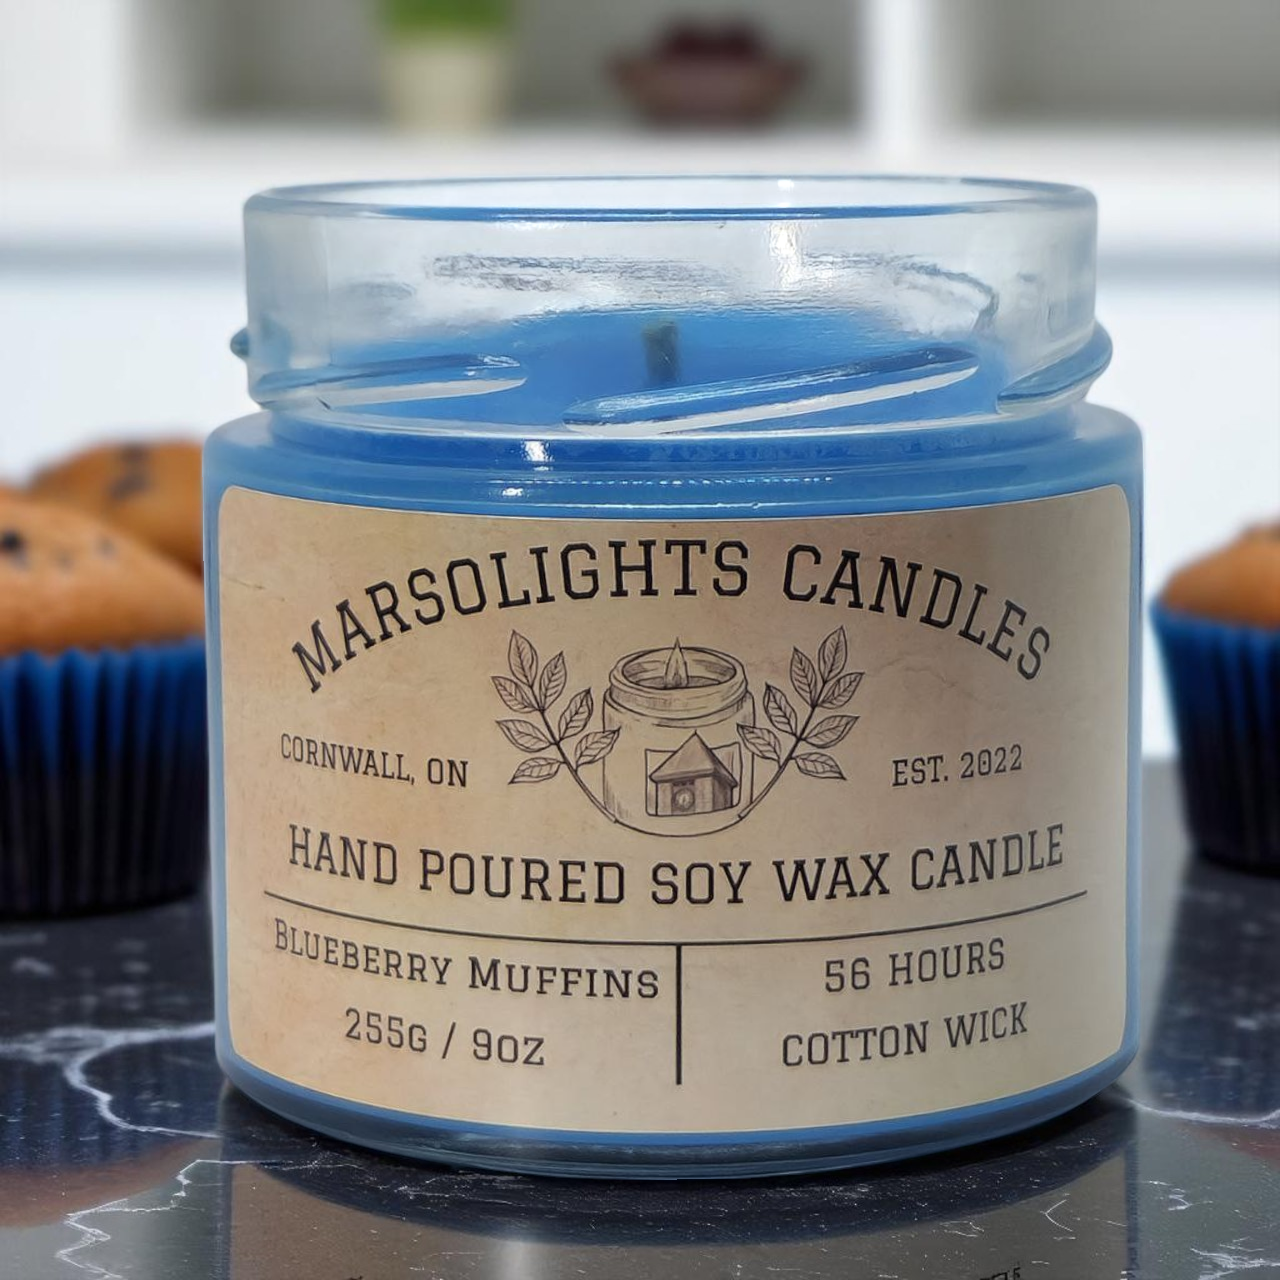 MARSOLIGHTS CANDLES
CORNWALL, ON
EST. 2022
HAND POURED SOY WAX CANDLE
BLUEBERRY MUFFINS
255G / 9OZ
56 HOURS
COTTON WICK